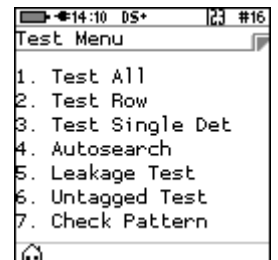 14:10 DS+ 123 #16
Test Menu
1. Test All
2. Test Row
3. Test Single Det
4. Autosearch
5. Leakage Test
6. Untagged Test
7. Check Pattern